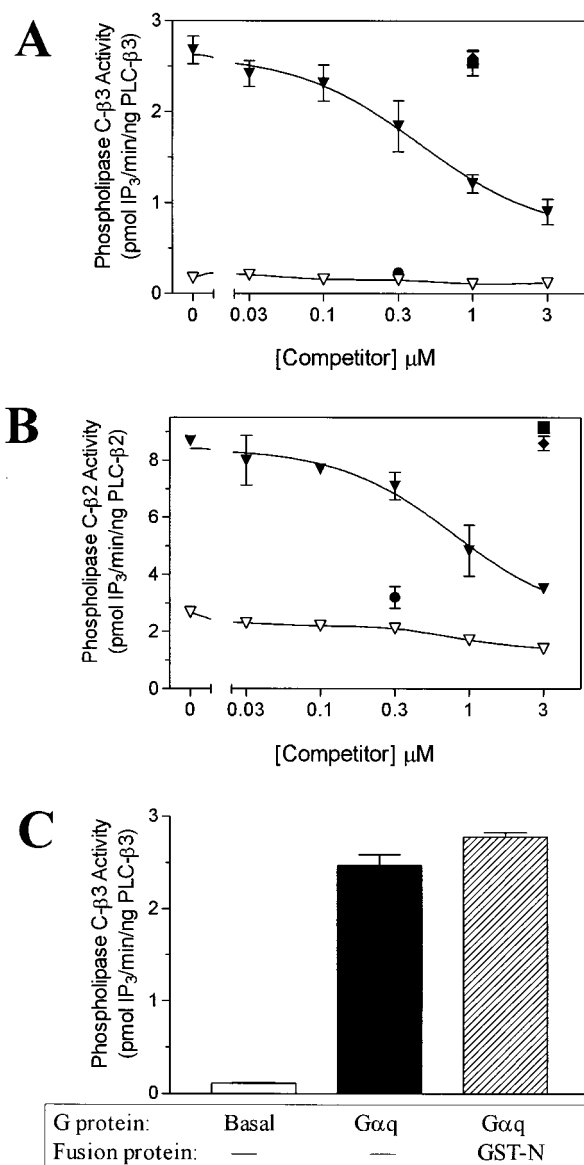 A
Phospholipase C-β3 Activity
(pmol IP₃/min/ng PLC-β3)
3
2
1
0
0 0.03 0.1 0.3 1 3
[Competitor] μM
B
Phospholipase C-β2 Activity
(pmol IP₃/min/ng PLC-β2)
8
6
4
2
0
0 0.03 0.1 0.3 1 3
[Competitor] μM
C
Phospholipase C-β3 Activity
(pmol IP₃/min/ng PLC-β3)
3
2
1
0
G protein: Basal Gαq Gαq
Fusion protein: — — GST-N